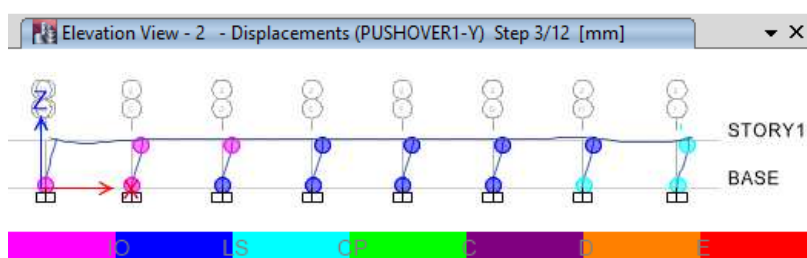 Elevation View - 2 - Displacements (PUSHOVER1-Y) Step 3/12 [mm]
Z
STORY1
BASE
IO LS CP C D E